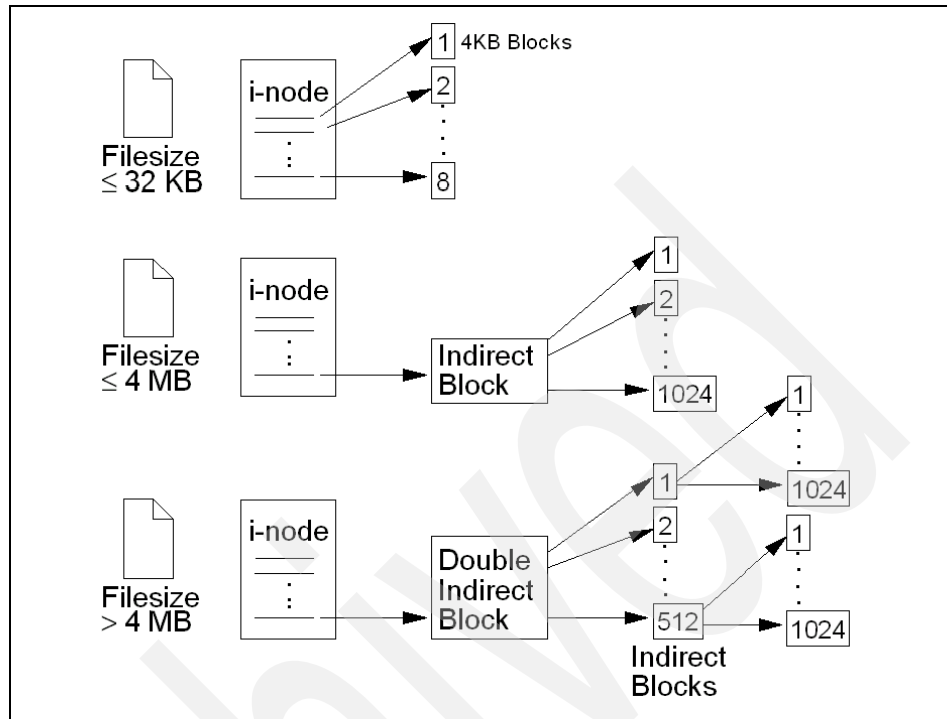 1 4KB Blocks
i-node
2
8
Filesize
≤ 32 KB
1
i-node
2
Indirect
Block
Filesize
≤ 4 MB
1024
1
1
1024
i-node
2
1
Double
Indirect
Block
Filesize
> 4 MB
512
1024
Indirect
Blocks
hived